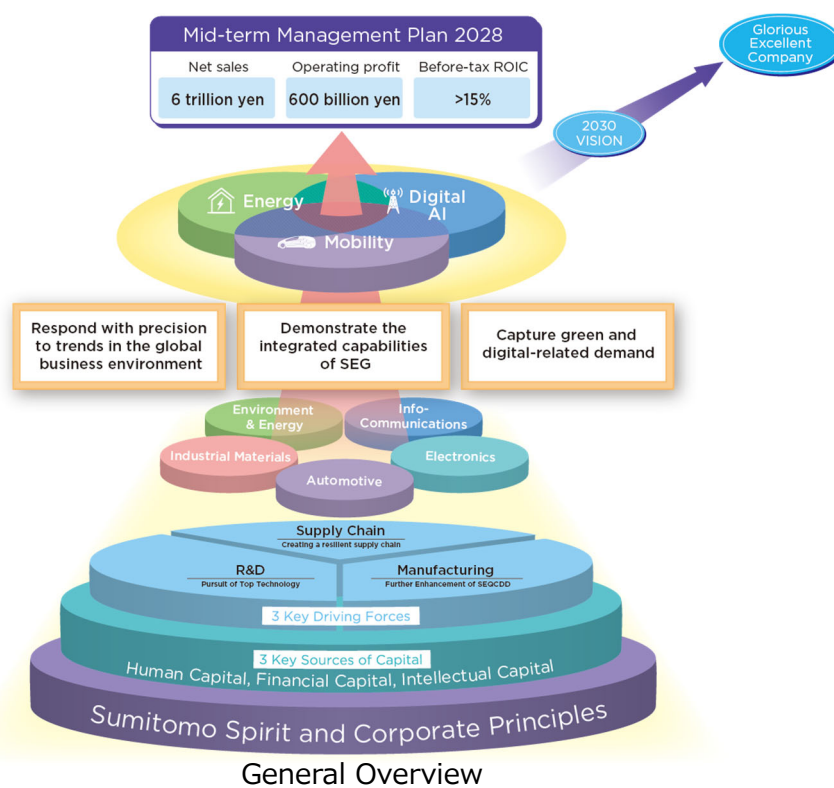 Mid-term Management Plan 2028
Net sales
Operating profit
Before-tax ROIC
6 trillion yen
600 billion yen
>15%
Glorious
Excellent
Company
2030
VISION
Energy
Digital
AI
Mobility
Respond with precision
to trends in the global
business environment
Demonstrate the
integrated capabilities
of SEG
Capture green and
digital-related demand
Environment
& Energy
Info-
Communications
Industrial Materials
Electronics
Automotive
Supply Chain
Creating a resilient supply chain
R&D
Pursuit of Top Technology
Manufacturing
Further Enhancement of SEQCDD
3 Key Driving Forces
3 Key Sources of Capital
Human Capital, Financial Capital, Intellectual Capital
Sumitomo Spirit and Corporate Principles
General Overview